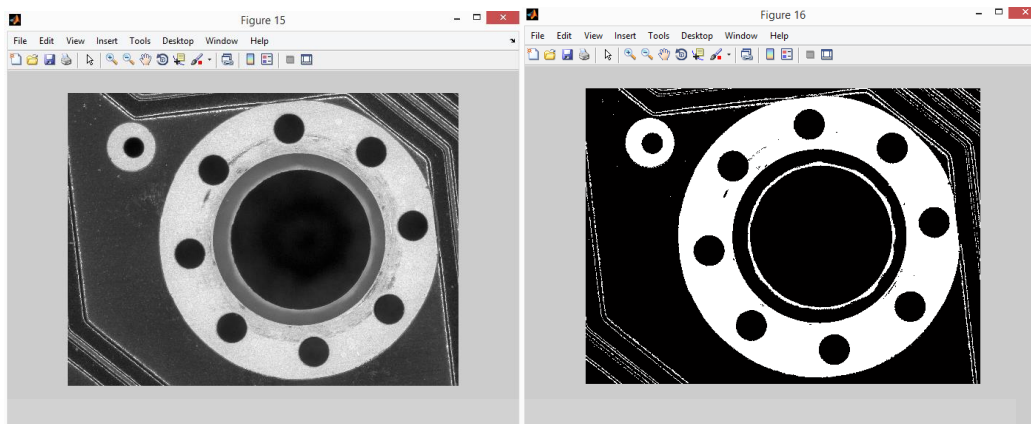 Figure 15
File Edit View Insert Tools Desktop Window Help
Figure 16
File Edit View Insert Tools Desktop Window Help